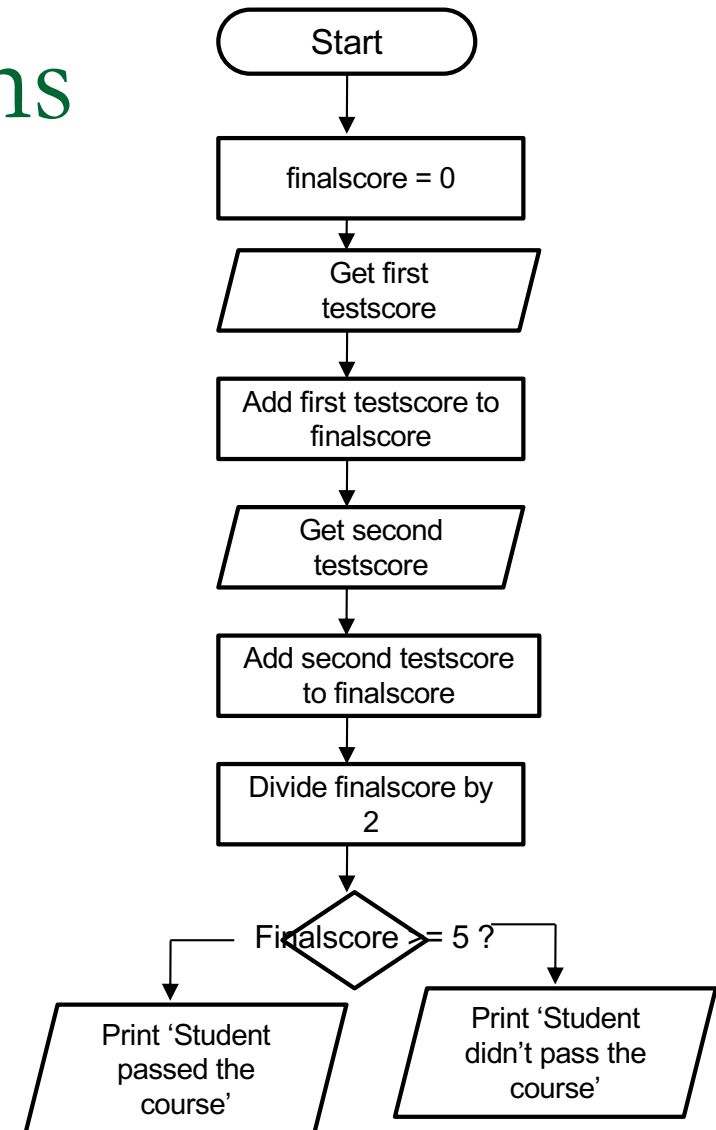 ns
Start
finalscore = 0
Get first
testscore
Add first testscore to
finalscore
Get second
testscore
Add second testscore
to finalscore
Divide finalscore by
2
Finalscore >= 5 ?
Print ‘Student
passed the
course’
Print ‘Student
didn’t pass the
course’